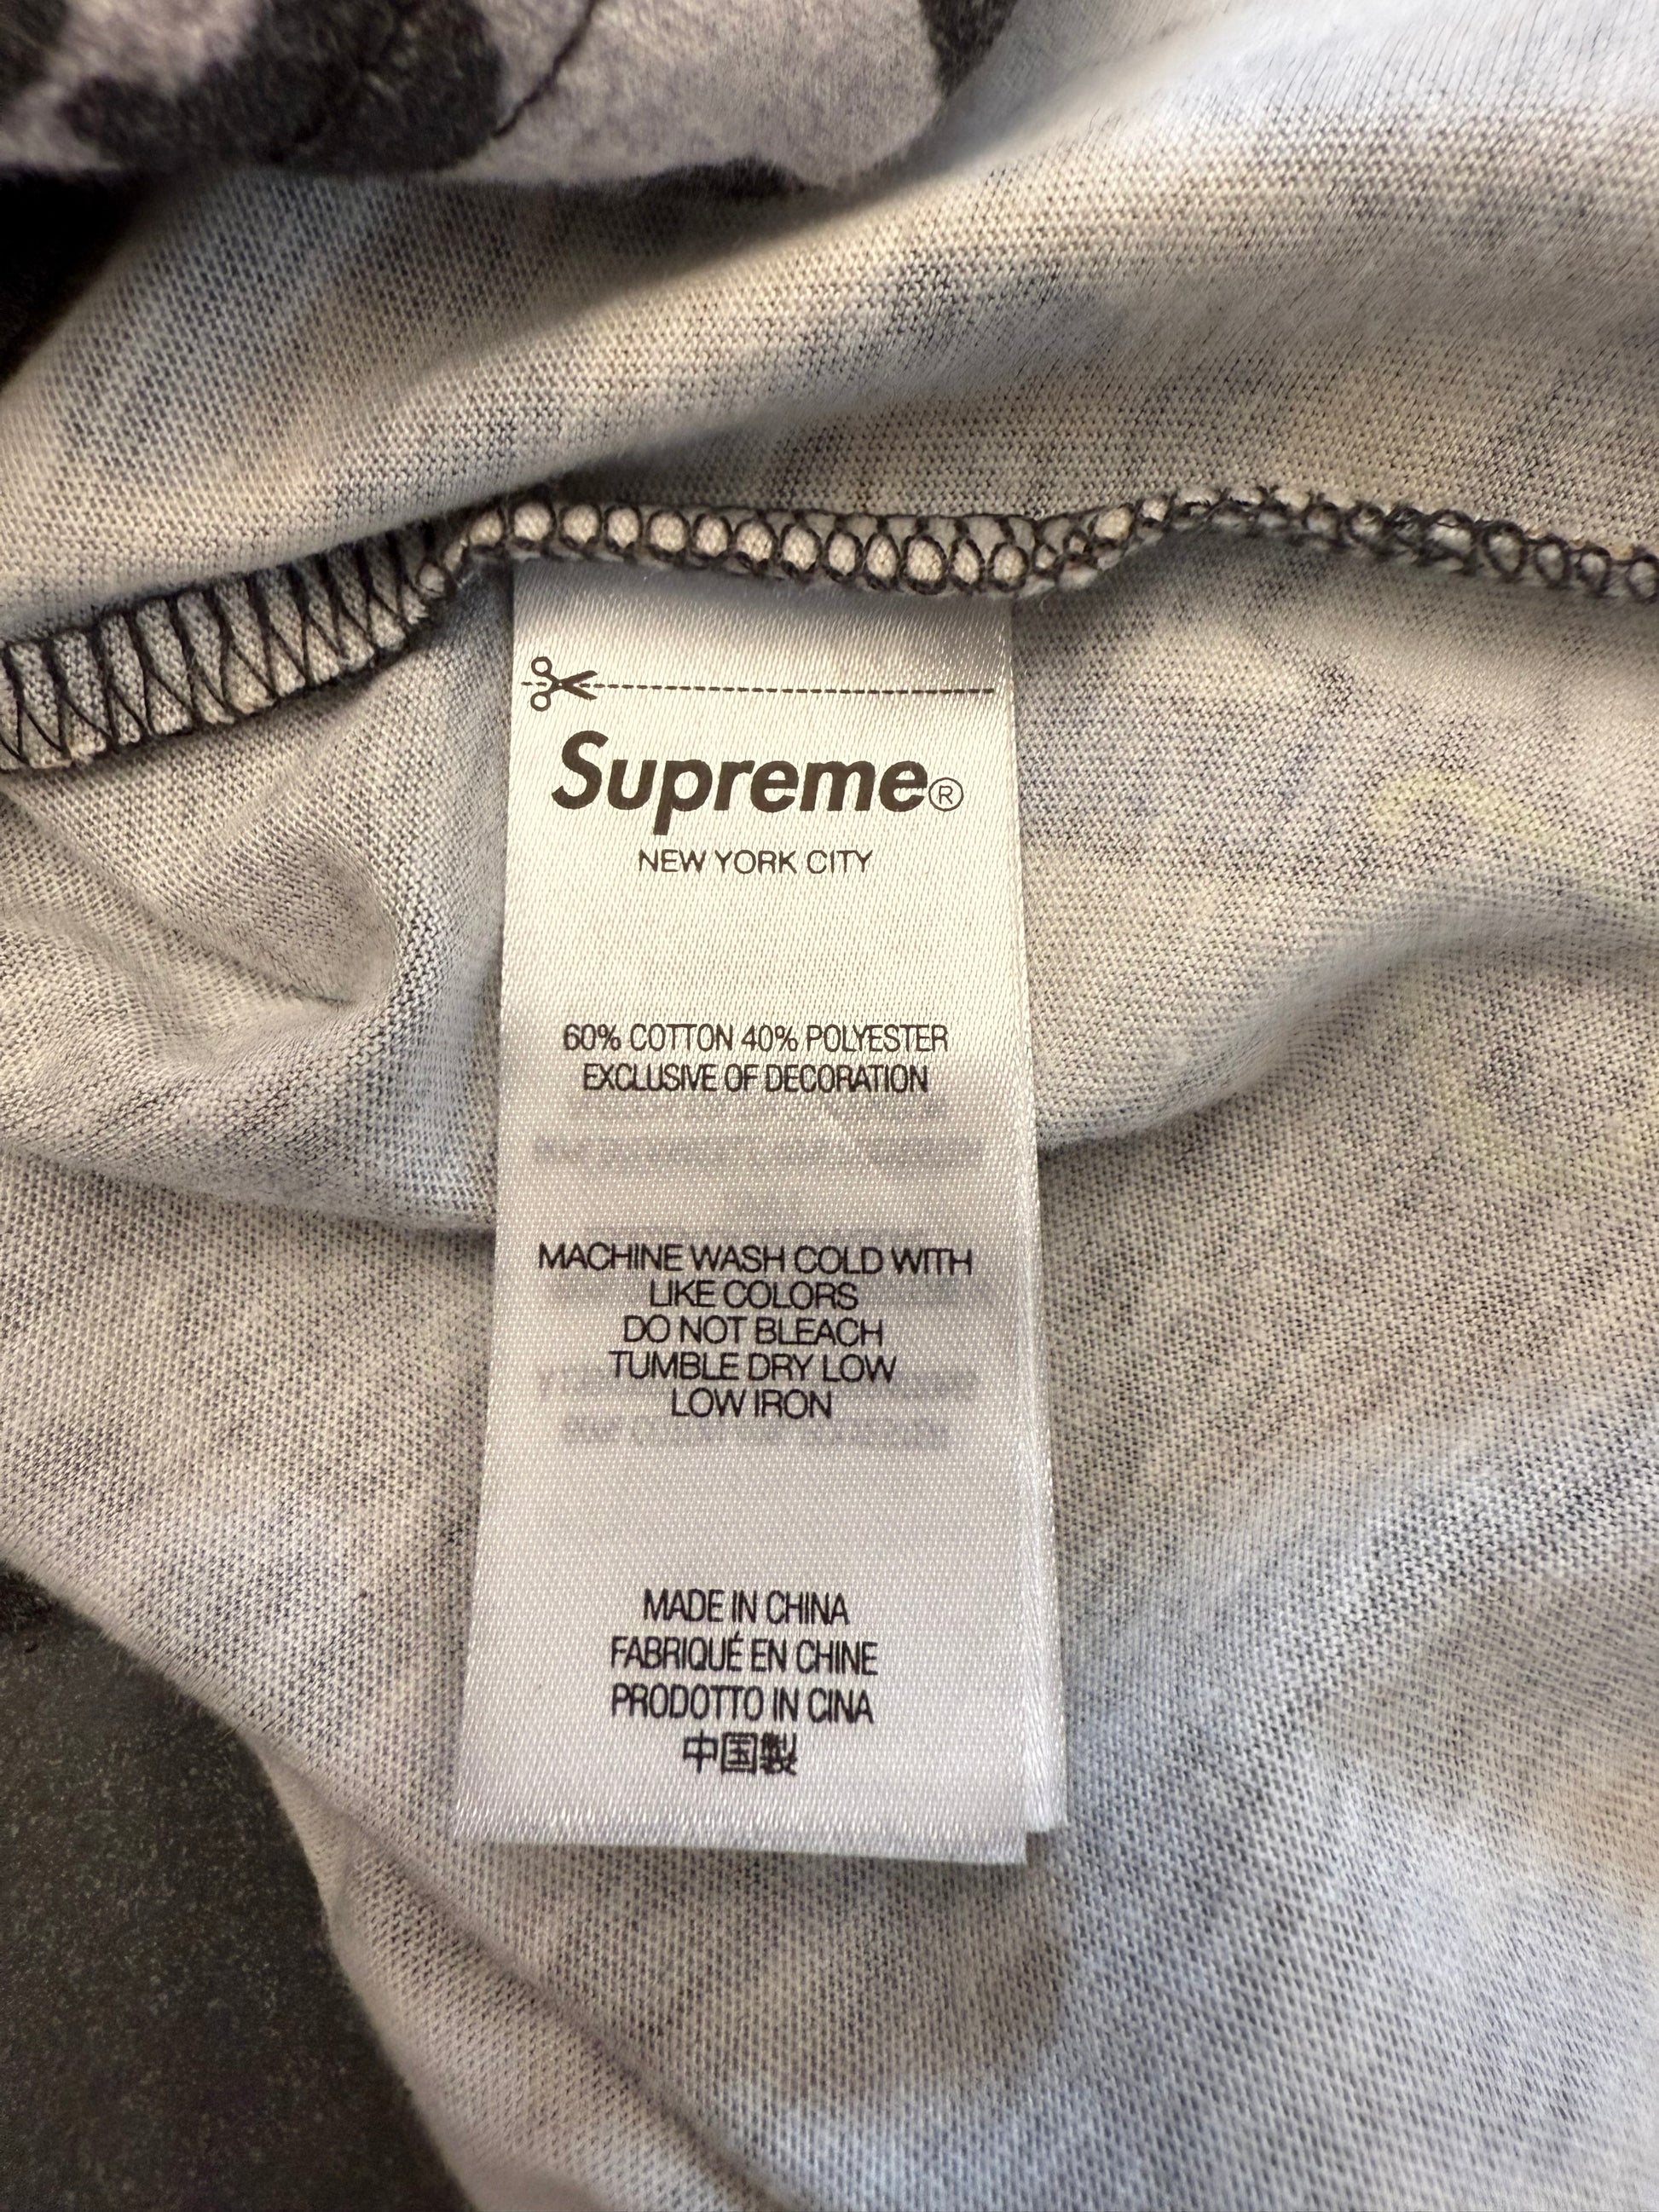 Supreme®
NEW YORK CITY
60% COTTON 40% POLYESTER
EXCLUSIVE OF DECORATION
MACHINE WASH COLD WITH
LIKE COLORS
DO NOT BLEACH
TUMBLE DRY LOW
LOW IRON
MADE IN CHINA
FABRIQUÉ EN CHINE
PRODOTTO IN CINA
中国製